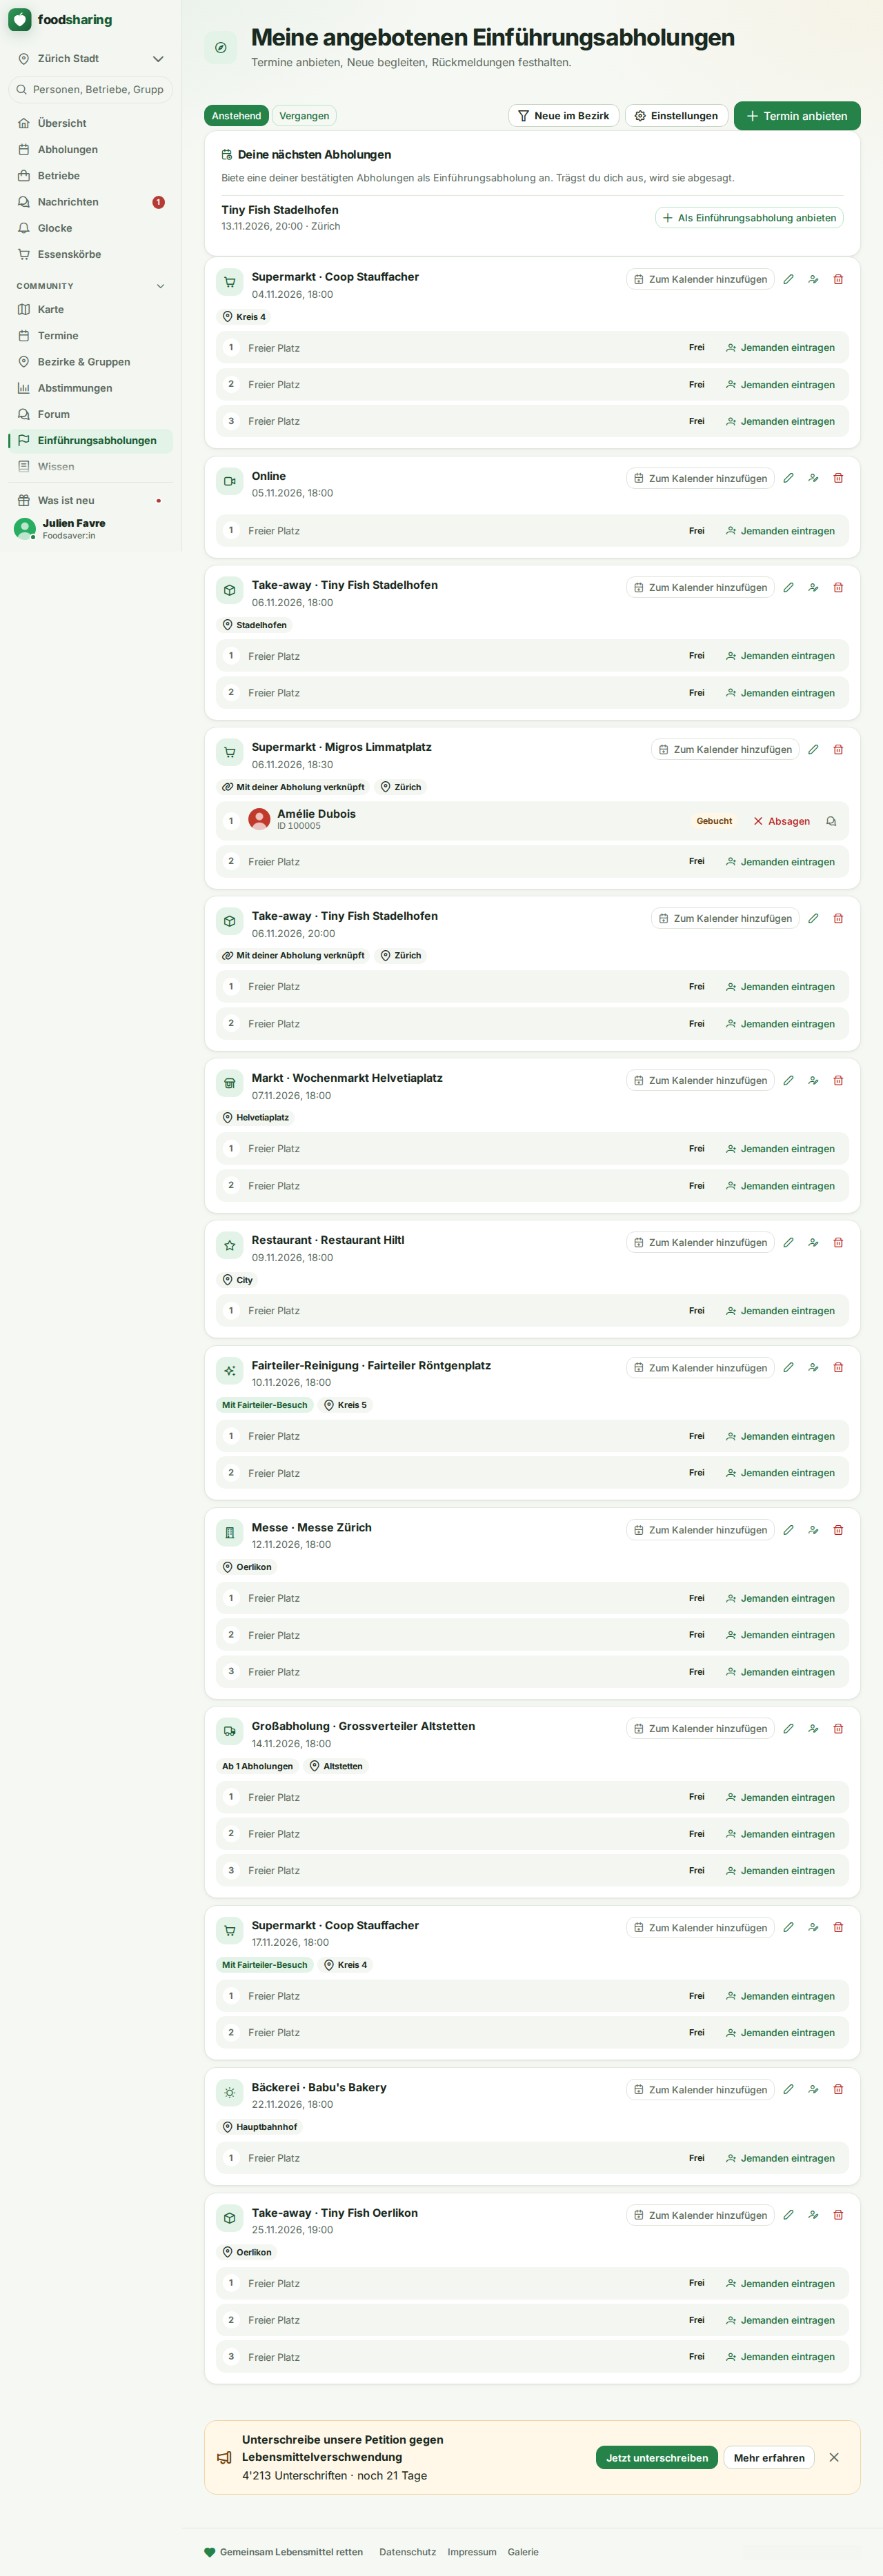 foodsharing
Zürich Stadt
Personen, Betriebe, Grupp
Übersicht
Abholungen
Betriebe
Nachrichten 1
Glocke
Essenskörbe
COMMUNITY
Karte
Termine
Bezirke & Gruppen
Abstimmungen
Forum
Einführungsabholungen
Wissen
Was ist neu
Julien Favre
Foodsaver:in
Meine angebotenen Einführungsabholungen
Termine anbieten, Neue begleiten, Rückmeldungen festhalten.
Anstehend Vergangen Neue im Bezirk Einstellungen Termin anbieten
Deine nächsten Abholungen
Biete eine deiner bestätigten Abholungen als Einführungsabholung an. Trägst du dich aus, wird sie abgesagt.
Tiny Fish Stadelhofen
13.11.2026, 20:00 · Zürich
Als Einführungsabholung anbieten
Supermarkt · Coop Stauffacher
04.11.2026, 18:00
Zum Kalender hinzufügen
Kreis 4
1 Freier Platz Frei Jemanden eintragen
2 Freier Platz Frei Jemanden eintragen
3 Freier Platz Frei Jemanden eintragen
Online
05.11.2026, 18:00
Zum Kalender hinzufügen
1 Freier Platz Frei Jemanden eintragen
Take-away · Tiny Fish Stadelhofen
06.11.2026, 18:00
Zum Kalender hinzufügen
Stadelhofen
1 Freier Platz Frei Jemanden eintragen
2 Freier Platz Frei Jemanden eintragen
Supermarkt · Migros Limmatplatz
06.11.2026, 18:30
Zum Kalender hinzufügen
Mit deiner Abholung verknüpft Zürich
1 Amélie Dubois
ID 100005
Gebucht Absagen
2 Freier Platz Frei Jemanden eintragen
Take-away · Tiny Fish Stadelhofen
06.11.2026, 20:00
Zum Kalender hinzufügen
Mit deiner Abholung verknüpft Zürich
1 Freier Platz Frei Jemanden eintragen
2 Freier Platz Frei Jemanden eintragen
Markt · Wochenmarkt Helvetiaplatz
07.11.2026, 18:00
Zum Kalender hinzufügen
Helvetiaplatz
1 Freier Platz Frei Jemanden eintragen
2 Freier Platz Frei Jemanden eintragen
Restaurant · Restaurant Hiltl
09.11.2026, 18:00
Zum Kalender hinzufügen
City
1 Freier Platz Frei Jemanden eintragen
Fairteiler-Reinigung · Fairteiler Röntgenplatz
10.11.2026, 18:00
Zum Kalender hinzufügen
Mit Fairteiler-Besuch Kreis 5
1 Freier Platz Frei Jemanden eintragen
2 Freier Platz Frei Jemanden eintragen
Messe · Messe Zürich
12.11.2026, 18:00
Zum Kalender hinzufügen
Oerlikon
1 Freier Platz Frei Jemanden eintragen
2 Freier Platz Frei Jemanden eintragen
3 Freier Platz Frei Jemanden eintragen
Großabholung · Grossverteiler Altstetten
14.11.2026, 18:00
Zum Kalender hinzufügen
Ab 1 Abholungen Altstetten
1 Freier Platz Frei Jemanden eintragen
2 Freier Platz Frei Jemanden eintragen
3 Freier Platz Frei Jemanden eintragen
Supermarkt · Coop Stauffacher
17.11.2026, 18:00
Zum Kalender hinzufügen
Mit Fairteiler-Besuch Kreis 4
1 Freier Platz Frei Jemanden eintragen
2 Freier Platz Frei Jemanden eintragen
Bäckerei · Babu's Bakery
22.11.2026, 18:00
Zum Kalender hinzufügen
Hauptbahnhof
1 Freier Platz Frei Jemanden eintragen
Take-away · Tiny Fish Oerlikon
25.11.2026, 19:00
Zum Kalender hinzufügen
Oerlikon
1 Freier Platz Frei Jemanden eintragen
2 Freier Platz Frei Jemanden eintragen
3 Freier Platz Frei Jemanden eintragen
Unterschreibe unsere Petition gegen
Lebensmittelverschwendung
4'213 Unterschriften · noch 21 Tage
Jetzt unterschreiben Mehr erfahren
Gemeinsam Lebensmittel retten Datenschutz Impressum Galerie